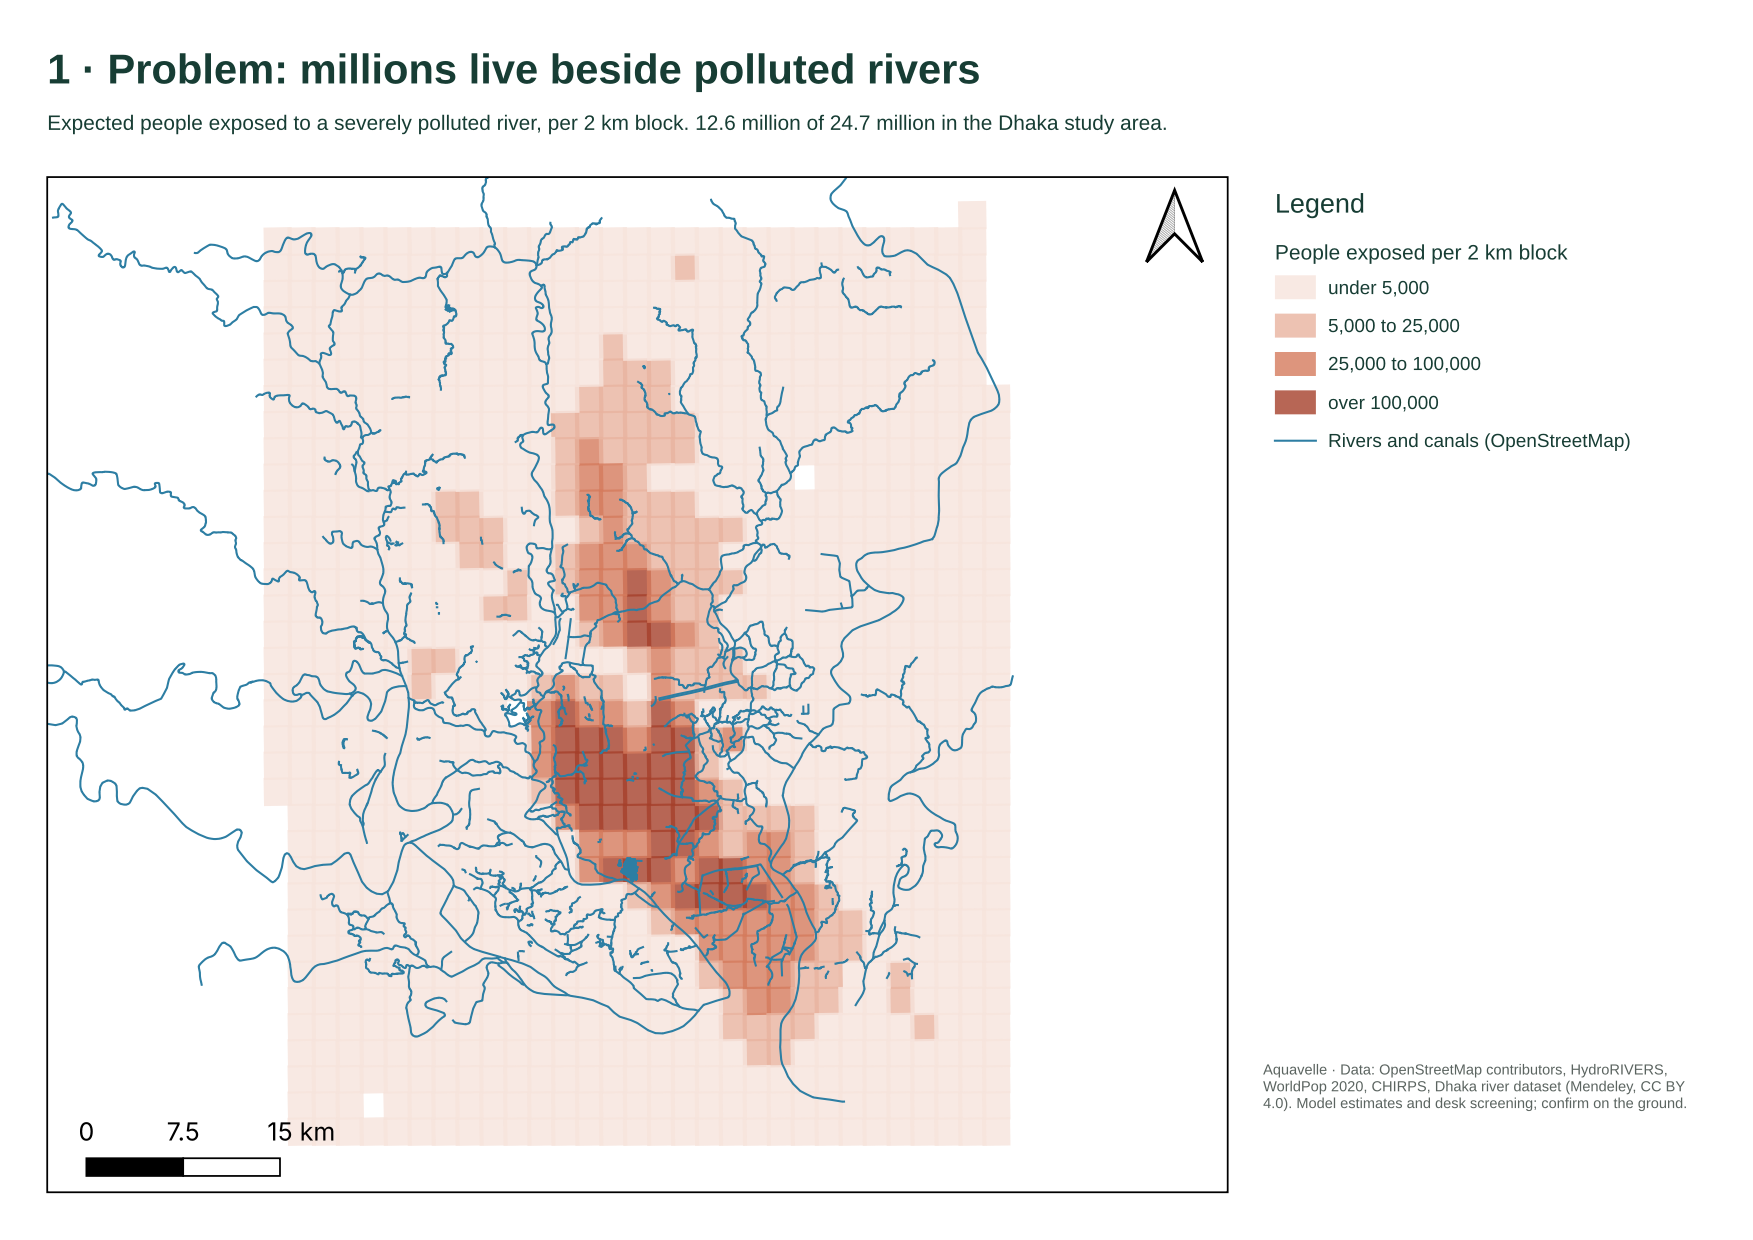 1 · Problem: millions live beside polluted rivers
Expected people exposed to a severely polluted river, per 2 km block. 12.6 million of 24.7 million in the Dhaka study area.
Legend
People exposed per 2 km block
under 5,000
5,000 to 25,000
25,000 to 100,000
over 100,000
Rivers and canals (OpenStreetMap)
Aquavelle · Data: OpenStreetMap contributors, HydroRIVERS,
WorldPop 2020, CHIRPS, Dhaka river dataset (Mendeley, CC BY
4.0). Model estimates and desk screening; confirm on the ground.
0 7.5 15 km